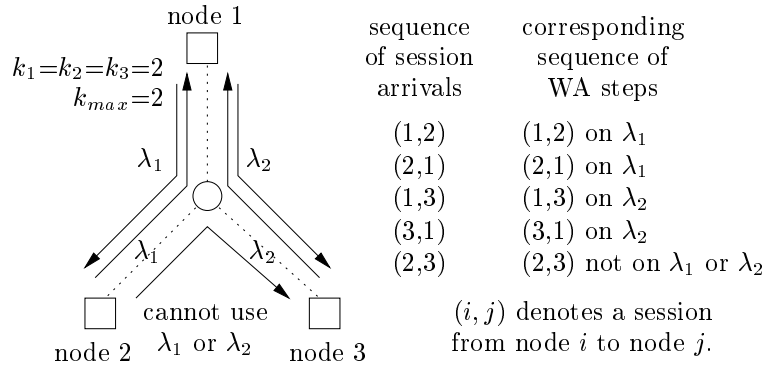 node 1
k₁=k₂=k₃=2
kₘₐₓ=2
λ₁
λ₂
λ₁
λ₂
cannot use
λ₁ or λ₂
node 2
node 3
sequence
of session
arrivals
corresponding
sequence of
WA steps
(1,2) (1,2) on λ₁
(2,1) (2,1) on λ₁
(1,3) (1,3) on λ₂
(3,1) (3,1) on λ₂
(2,3) (2,3) not on λ₁ or λ₂
(i, j) denotes a session
from node i to node j.